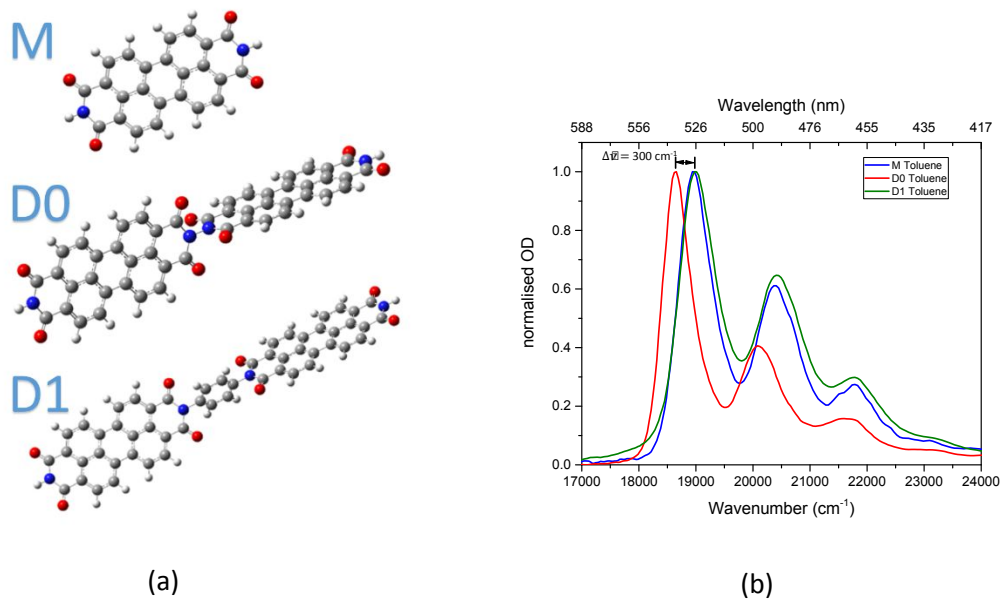 M
D0
D1
(a)
Wavelength (nm)
588 556 526 500 476 455 435 417
Δν̅ = 300 cm⁻¹
M Toluene
D0 Toluene
D1 Toluene
normalised OD
1.0
0.8
0.6
0.4
0.2
0.0
17000 18000 19000 20000 21000 22000 23000 24000
Wavenumber (cm⁻¹)
(b)